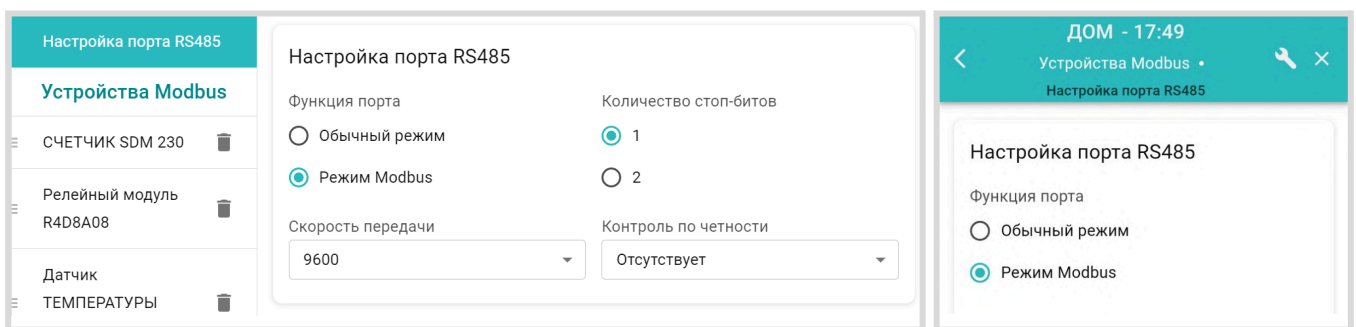 Настройка порта RS485
Устройства Modbus
СЧЕТЧИК SDM 230
Релейный модуль
R4D8A08
Датчик
ТЕМПЕРАТУРЫ
Настройка порта RS485
Функция порта
Обычный режим
Режим Modbus
Количество стоп-битов
1
2
Скорость передачи
9600
Контроль по четности
Отсутствует
ДОМ - 17:49
Устройства Modbus •
Настройка порта RS485
Настройка порта RS485
Функция порта
Обычный режим
Режим Modbus